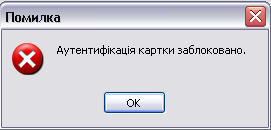 Помилка
Аутентифікація картки заблоковано.
OK